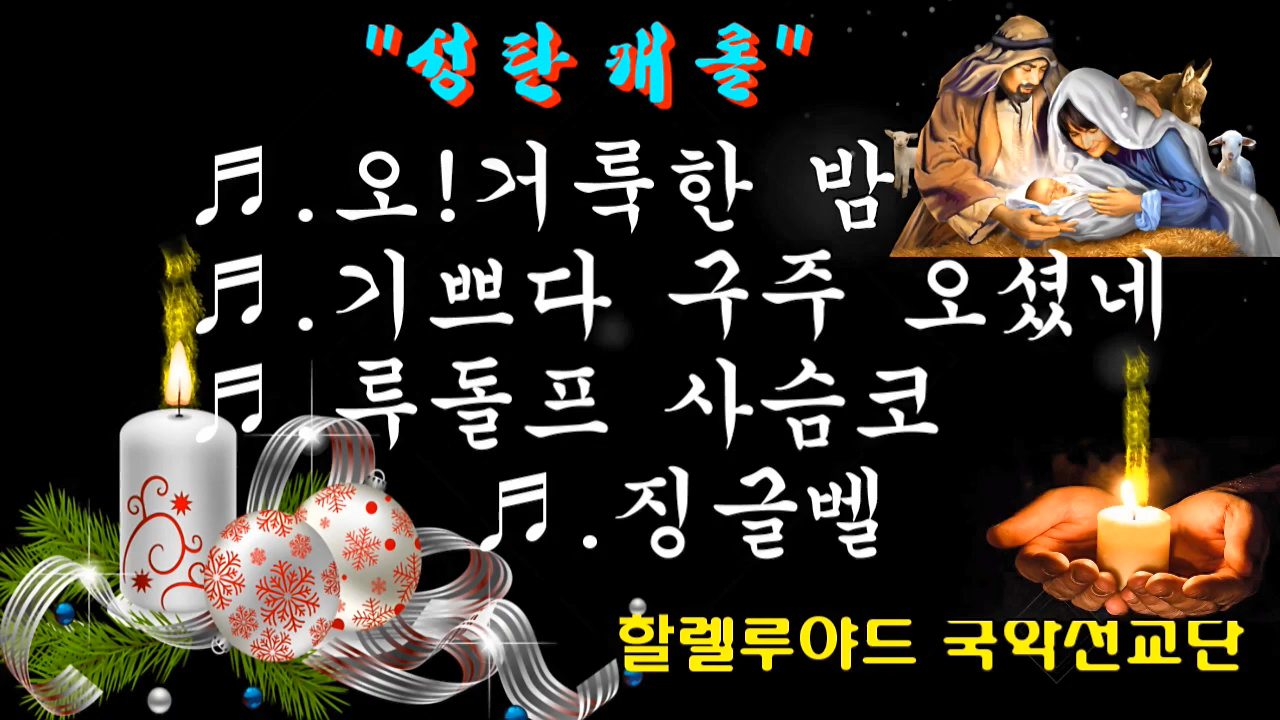 "성탄캐롤"
♬.오!거룩한 밤
♬.기쁘다 구주 오셨네
♬.루돌프 사슴코
♬.징글벨
할렐루야드 국악선교단